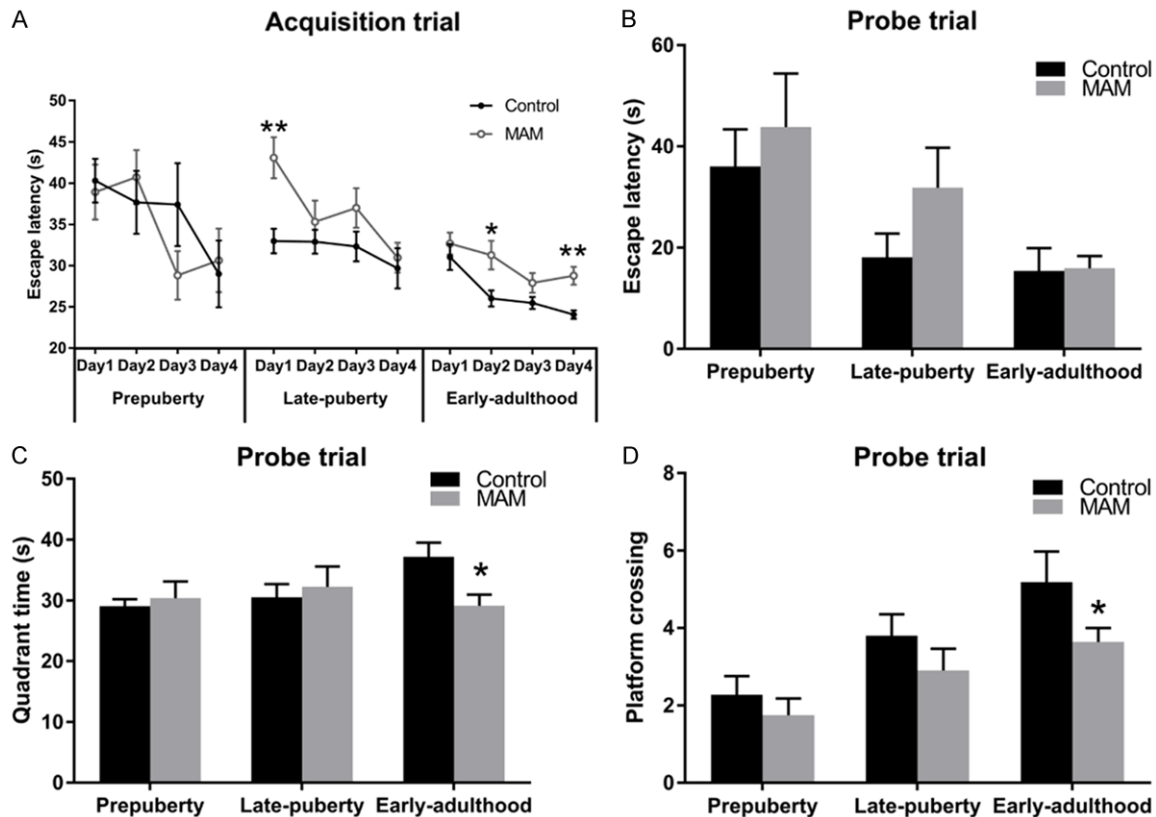 A
Acquisition trial
Escape latency (s)
50
45
40
35
30
25
20
Control
MAM
**
*
**
Day1 Day2 Day3 Day4 Day1 Day2 Day3 Day4 Day1 Day2 Day3 Day4
Prepuberty Late-puberty Early-adulthood
B
Probe trial
Escape latency (s)
60
40
20
0
Control
MAM
Prepuberty Late-puberty Early-adulthood
C
Probe trial
Quadrant time (s)
50
40
30
20
10
0
Control
MAM
*
Prepuberty Late-puberty Early-adulthood
D
Probe trial
Platform crossing
8
6
4
2
0
Control
MAM
*
Prepuberty Late-puberty Early-adulthood